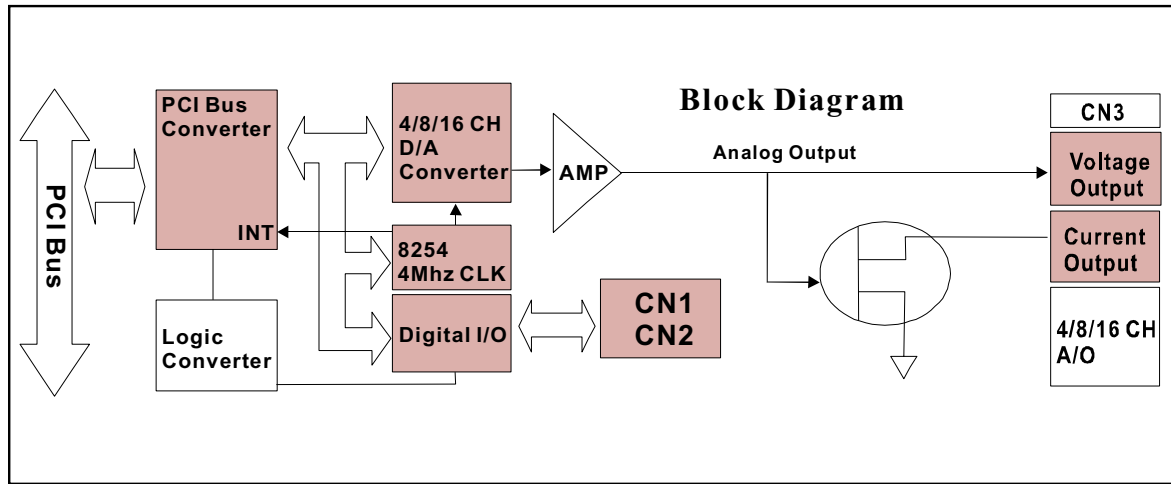 Block Diagram
PCI Bus
PCI Bus
Converter
INT
Logic
Converter
4/8/16 CH
D/A
Converter
8254
4Mhz CLK
Digital I/O
CN1
CN2
AMP
Analog Output
CN3
Voltage
Output
Current
Output
4/8/16 CH
A/O